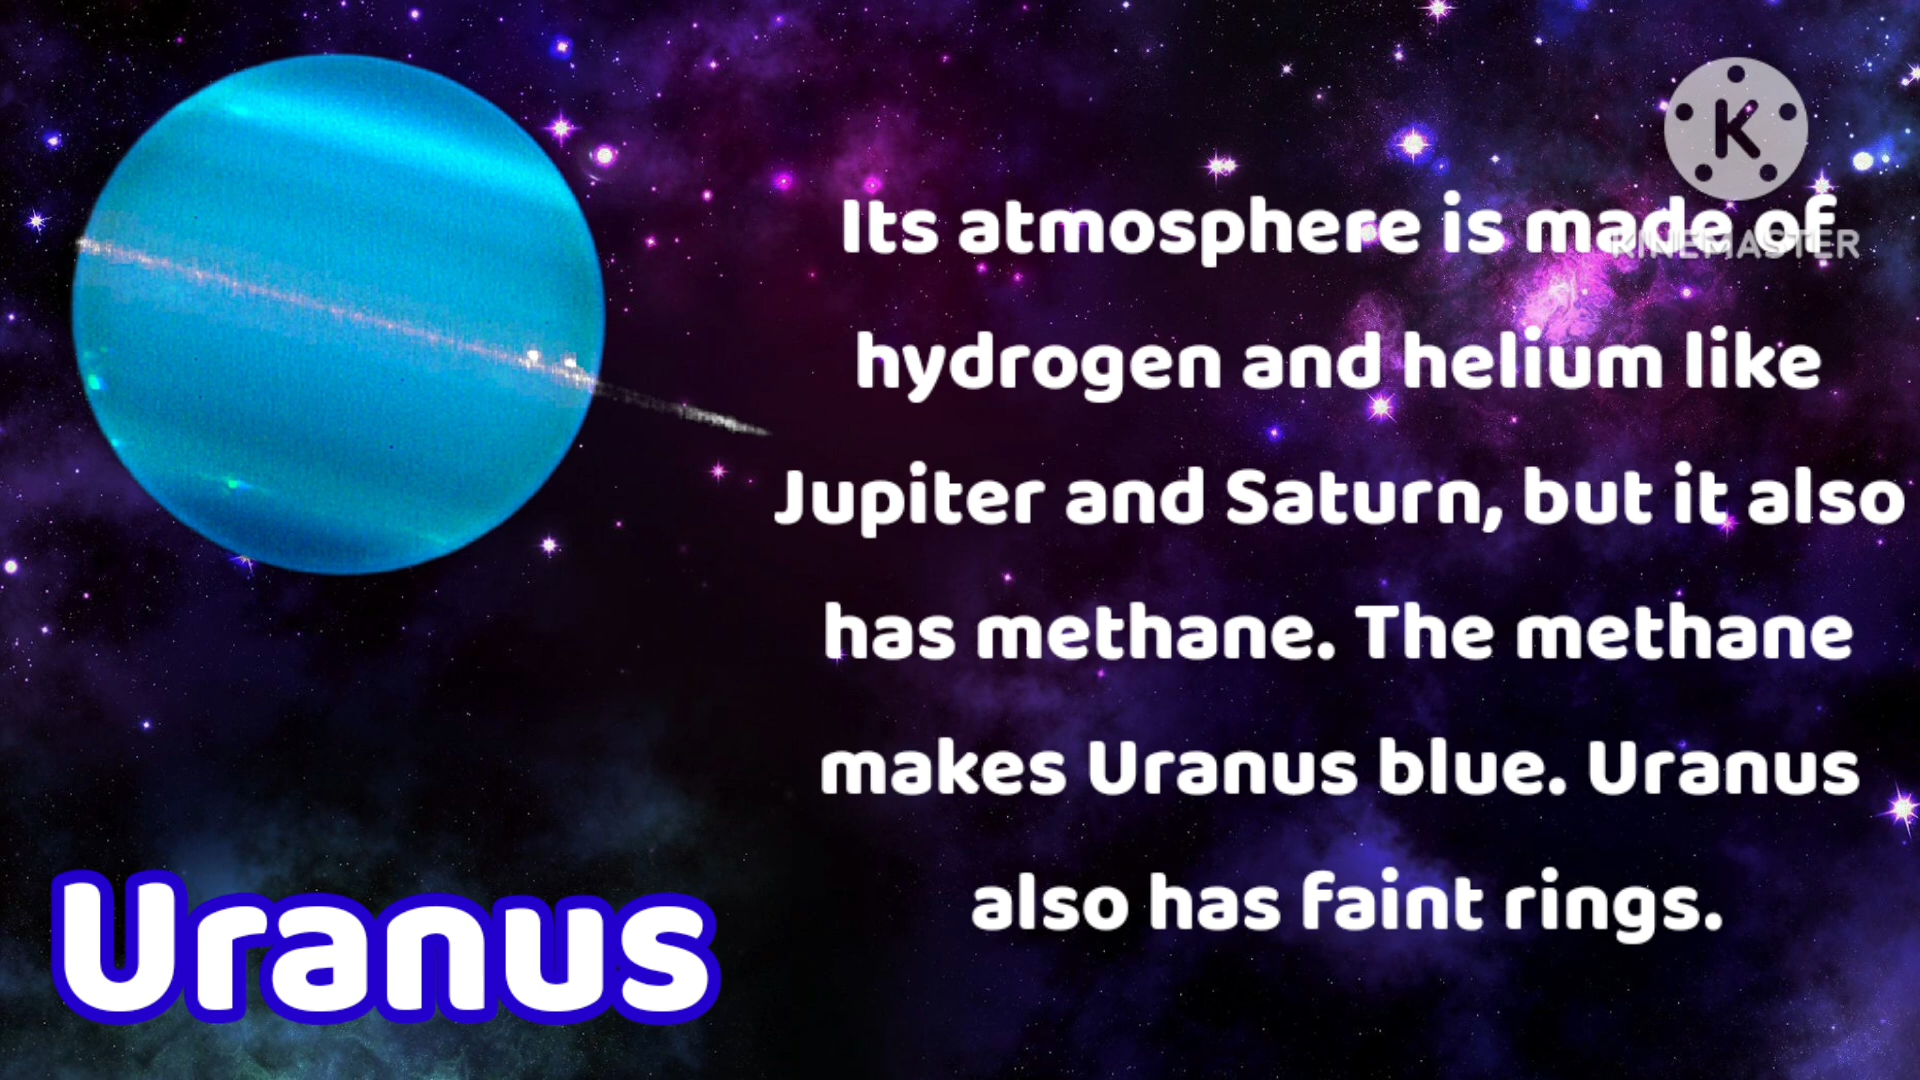 K
KINEMASTER
Its atmosphere is made of
hydrogen and helium like
Jupiter and Saturn, but it also
has methane. The methane
makes Uranus blue. Uranus
also has faint rings.
Uranus